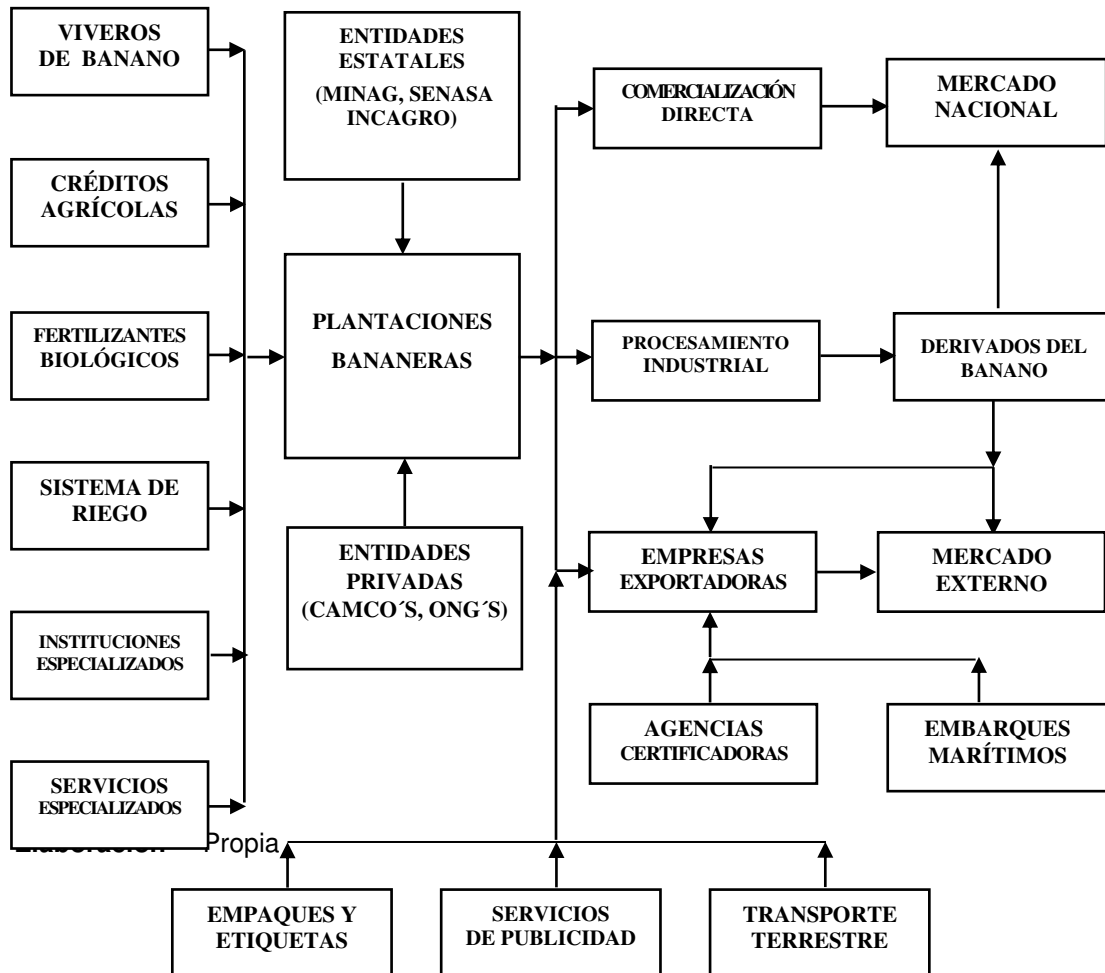 VIVEROS
DE BANANO
CRÉDITOS
AGRÍCOLAS
FERTILIZANTES
BIOLÓGICOS
SISTEMA DE
RIEGO
INSTITUCIONES
ESPECIALIZADOS
SERVICIOS
ESPECIALIZADOS
ENTIDADES
ESTATALES
(MINAG, SENASA
INCAGRO)
PLANTACIONES
BANANERAS
ENTIDADES
PRIVADAS
(CAMCO´S, ONG´S)
COMERCIALIZACIÓN
DIRECTA
MERCADO
NACIONAL
PROCESAMIENTO
INDUSTRIAL
DERIVADOS DEL
BANANO
EMPRESAS
EXPORTADORAS
MERCADO
EXTERNO
AGENCIAS
CERTIFICADORAS
EMBARQUES
MARÍTIMOS
Propia
EMPAQUES Y
ETIQUETAS
SERVICIOS
DE PUBLICIDAD
TRANSPORTE
TERRESTRE